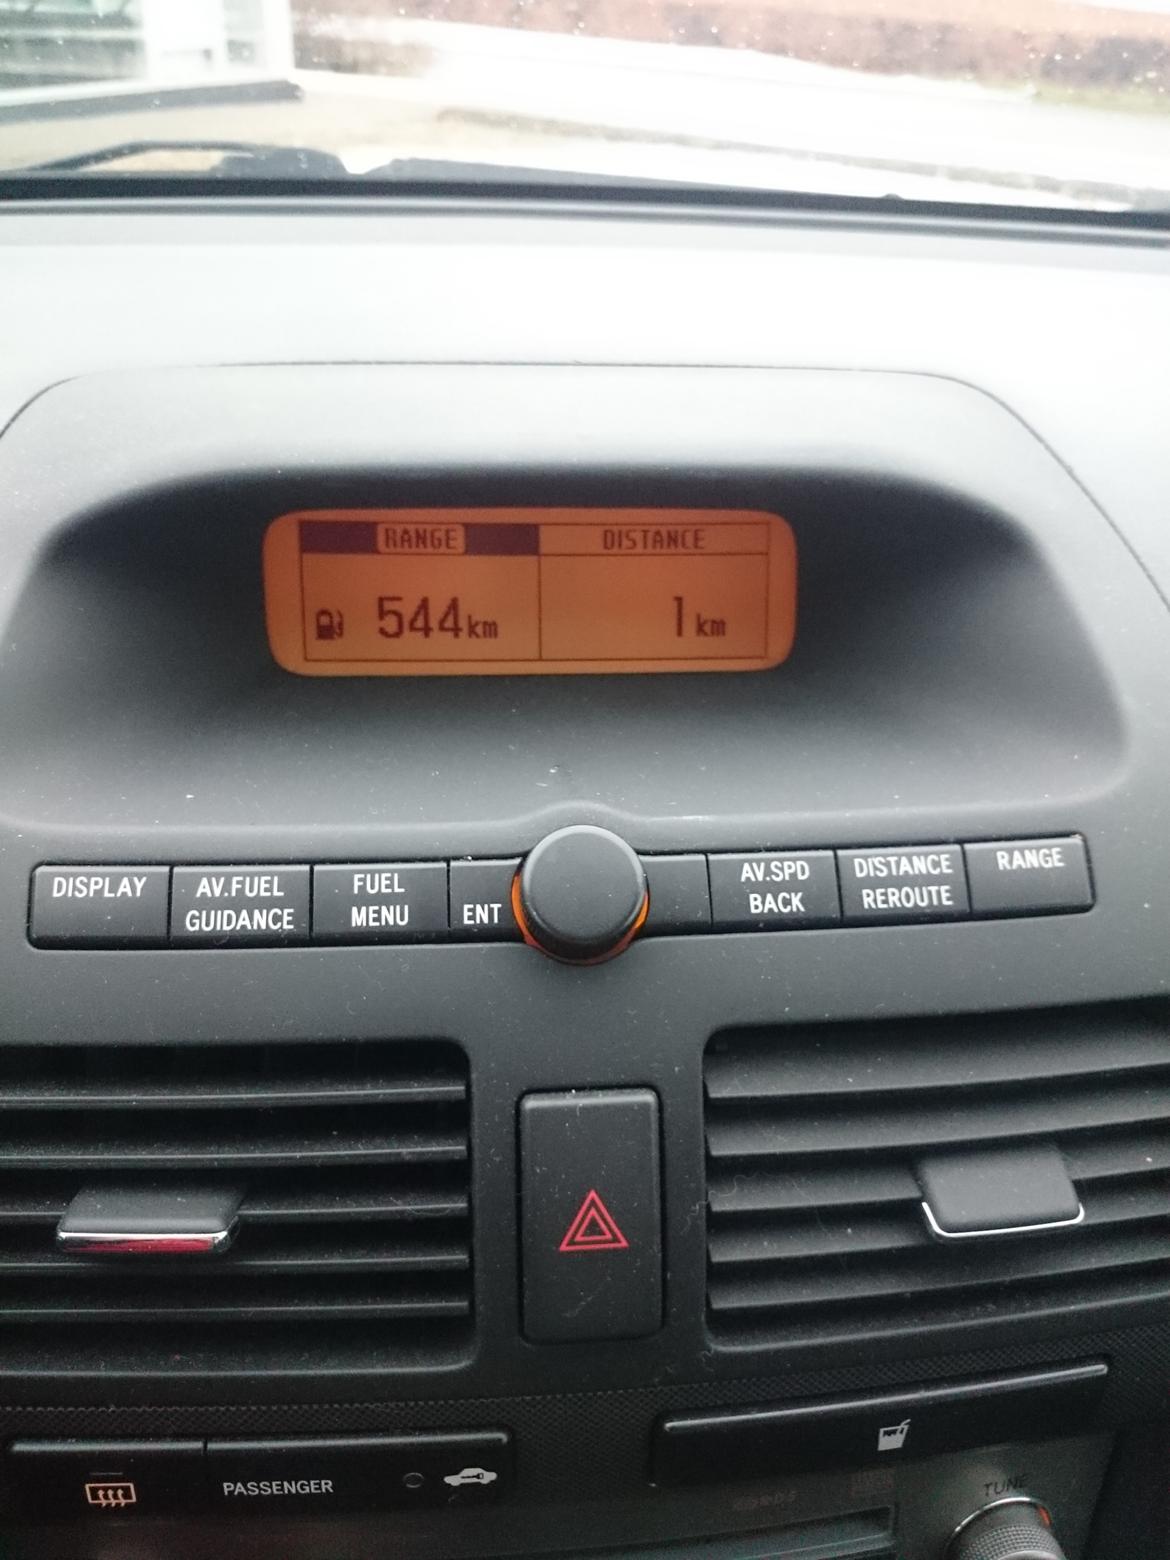 RANGE DISTANCE
544km 1km
DISPLAY
AV.FUEL
GUIDANCE
FUEL
MENU
ENT
AV.SPD
BACK
DISTANCE
REROUTE
RANGE
PASSENGER
TUNE